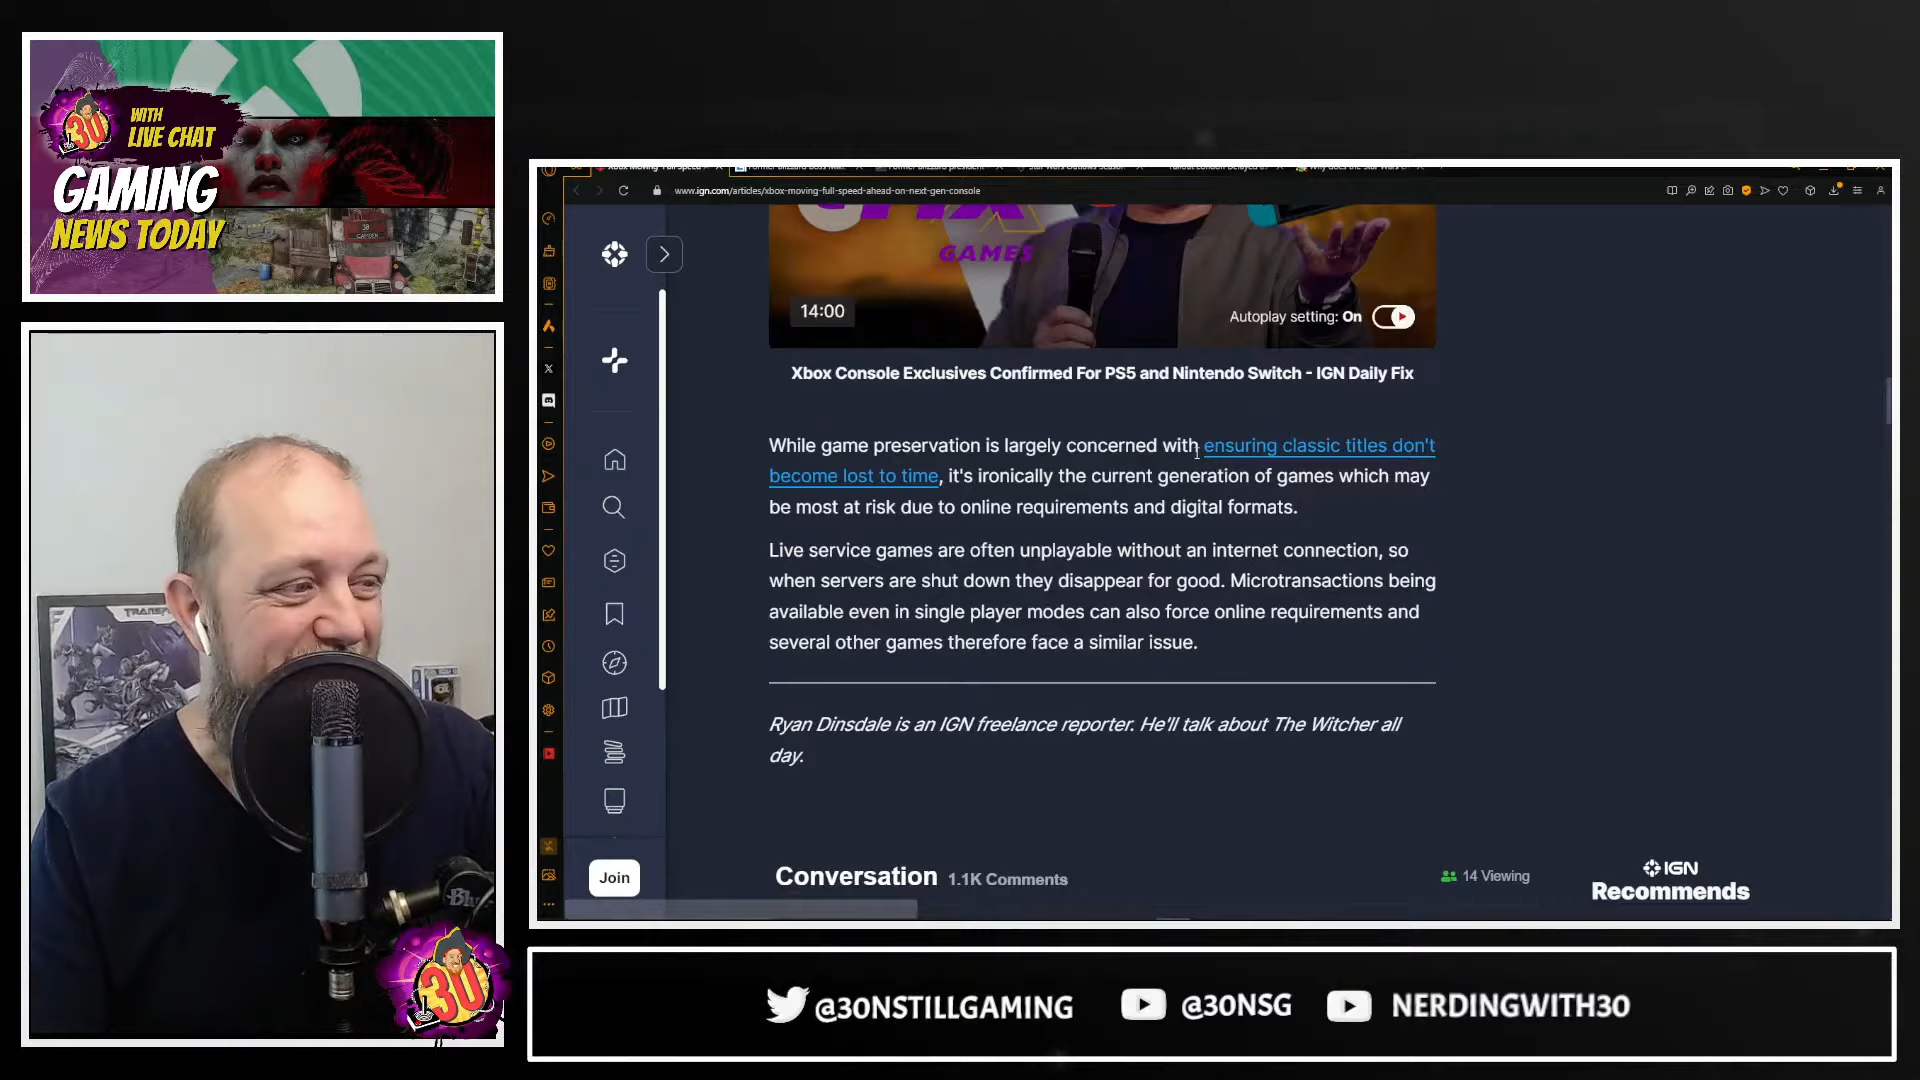 WITH
LIVE CHAT
30
GAMING
NEWS TODAY
www.ign.com/articles/xbox-moving-full-speed-ahead-on-next-gen-console
GAMES
14:00
Autoplay setting: On
Xbox Console Exclusives Confirmed For PS5 and Nintendo Switch - IGN Daily Fix
While game preservation is largely concerned with ensuring classic titles don't
become lost to time, it's ironically the current generation of games which may
be most at risk due to online requirements and digital formats.
Live service games are often unplayable without an internet connection, so
when servers are shut down they disappear for good. Microtransactions being
available even in single player modes can also force online requirements and
several other games therefore face a similar issue.
Ryan Dinsdale is an IGN freelance reporter. He'll talk about The Witcher all
day.
Join
Conversation 1.1K Comments
14 Viewing
IGN
Recommends
30
@30NSTILLGAMING
@30NSG
NERDINGWITH30